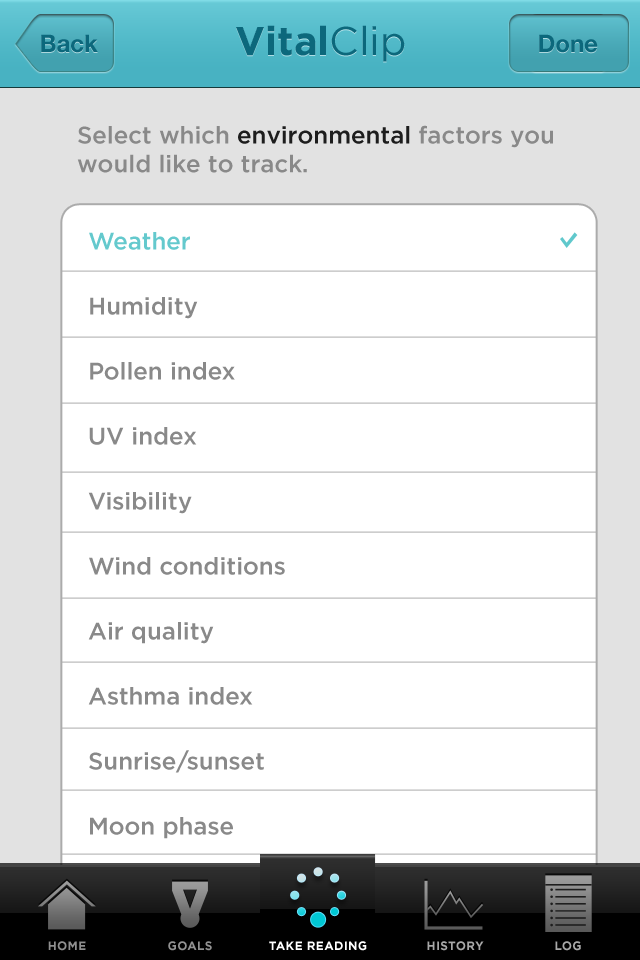 Back
VitalClip
Done
Select which environmental factors you
would like to track.
Weather
Humidity
Pollen index
UV index
Visibility
Wind conditions
Air quality
Asthma index
Sunrise/sunset
Moon phase
HOME
GOALS
TAKE READING
HISTORY
LOG